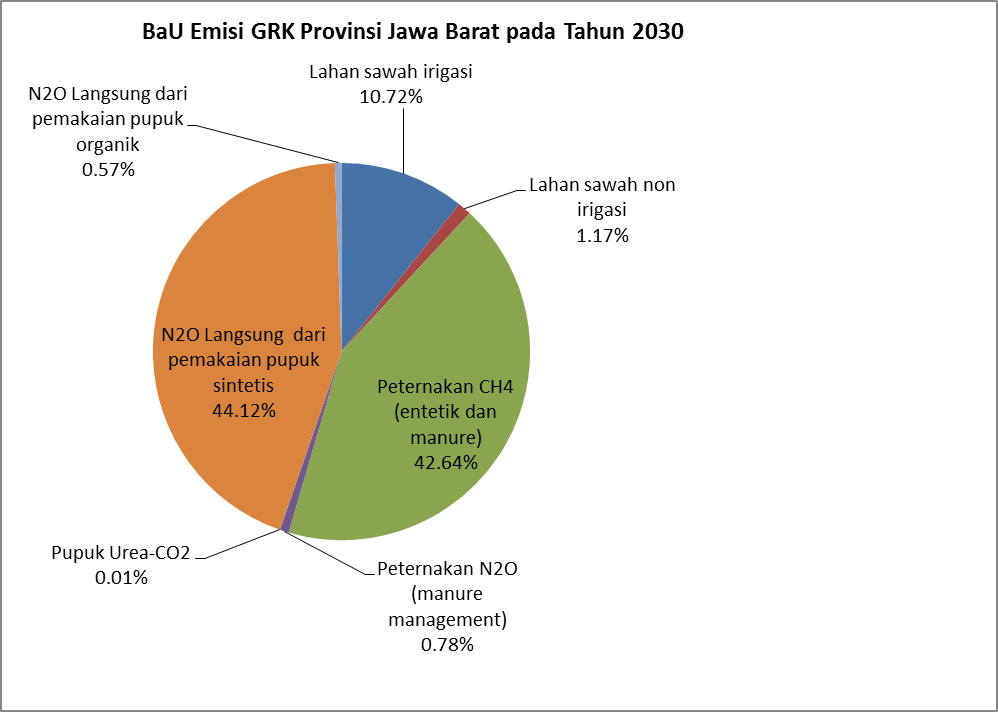 BaU Emisi GRK Provinsi Jawa Barat pada Tahun 2030
Lahan sawah irigasi
10.72%
N2O Langsung dari
pemakaian pupuk
organik
0.57%
Lahan sawah non
irigasi
1.17%
N2O Langsung dari
pemakaian pupuk
sintetis
44.12%
Peternakan CH4
(entetik dan
manure)
42.64%
Pupuk Urea-CO2
0.01%
Peternakan N2O
(manure
management)
0.78%